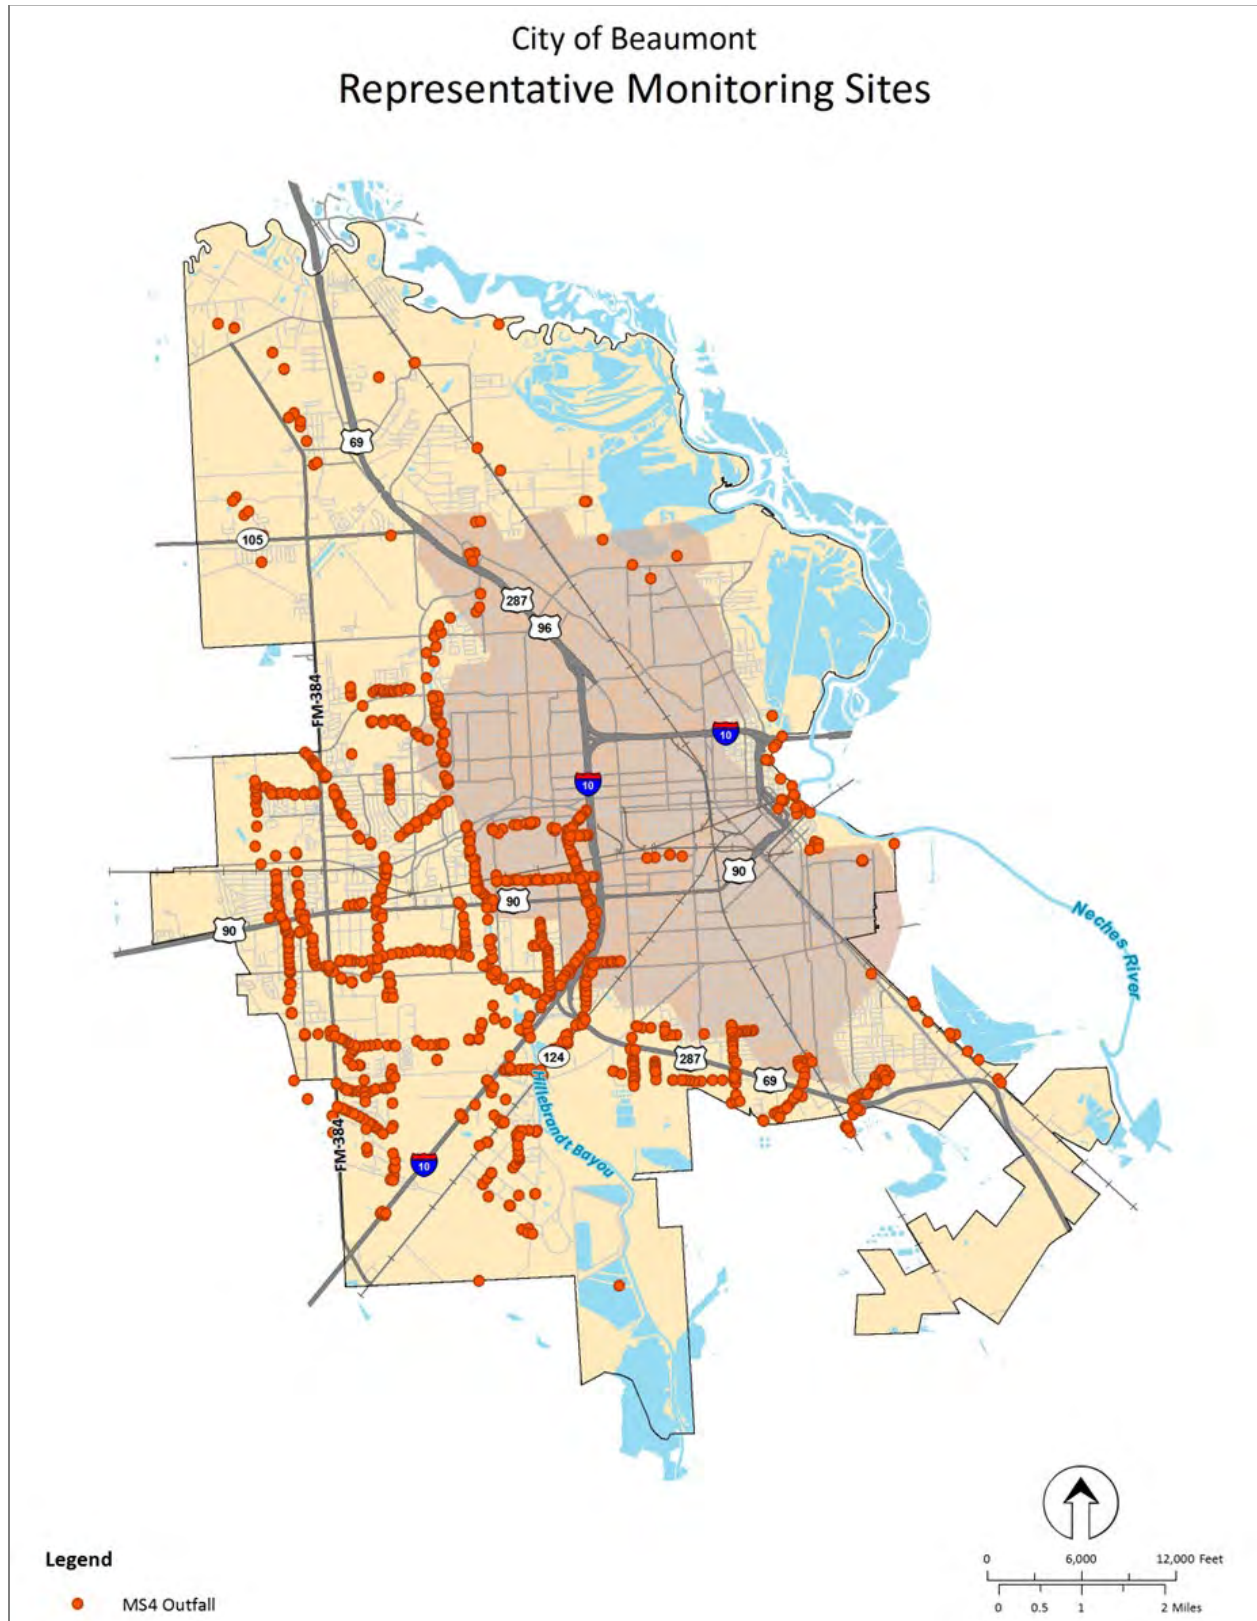 City of Beaumont
Representative Monitoring Sites
69
105
287
96
FM-384
10
10
90
90
90
Neches River
124
287
69
Hillebrandt Bayou
FM-384
10
Legend
MS4 Outfall
0 6,000 12,000 Feet
0 0.5 1 2 Miles